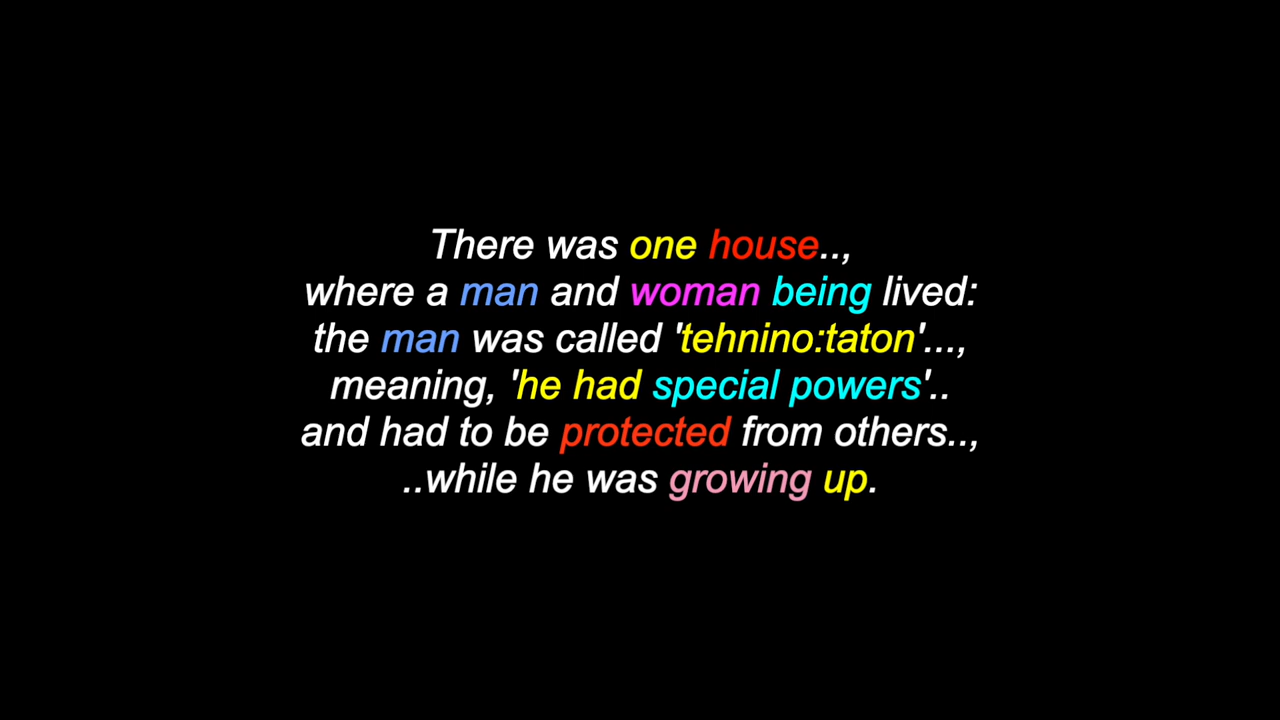 There was one house..,
where a man and woman being lived:
the man was called 'tehnino:taton'...,
meaning, 'he had special powers'..
and had to be protected from others..,
..while he was growing up.